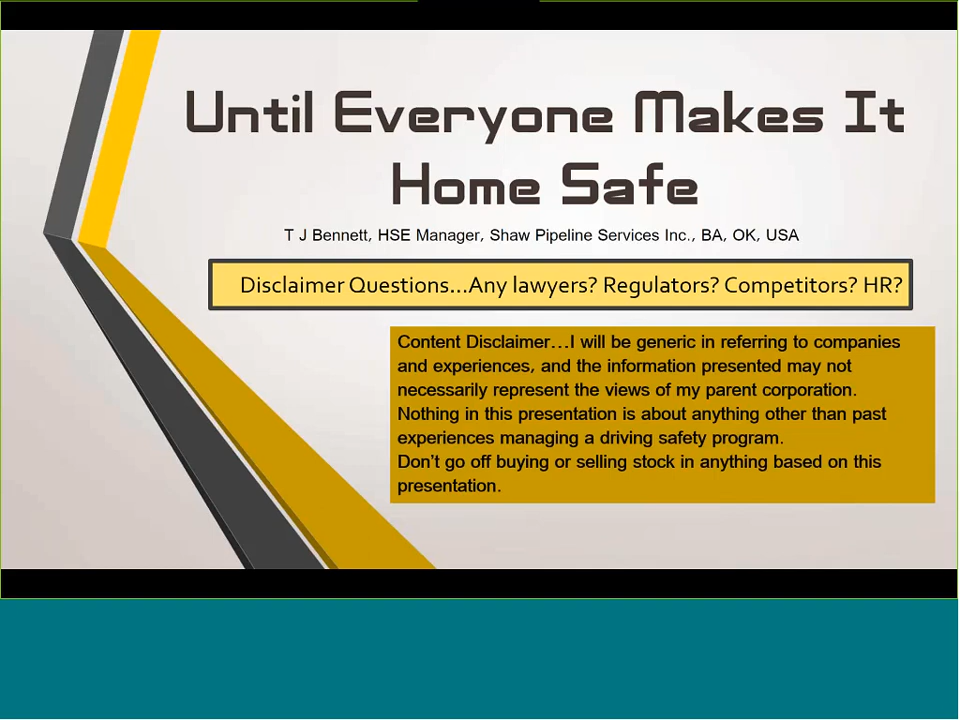 Until Everyone Makes It
Home Safe
T J Bennett, HSE Manager, Shaw Pipeline Services Inc., BA, OK, USA
Disclaimer Questions…Any lawyers? Regulators? Competitors? HR?
Content Disclaimer…I will be generic in referring to companies
and experiences, and the information presented may not
necessarily represent the views of my parent corporation.
Nothing in this presentation is about anything other than past
experiences managing a driving safety program.
Don't go off buying or selling stock in anything based on this
presentation.